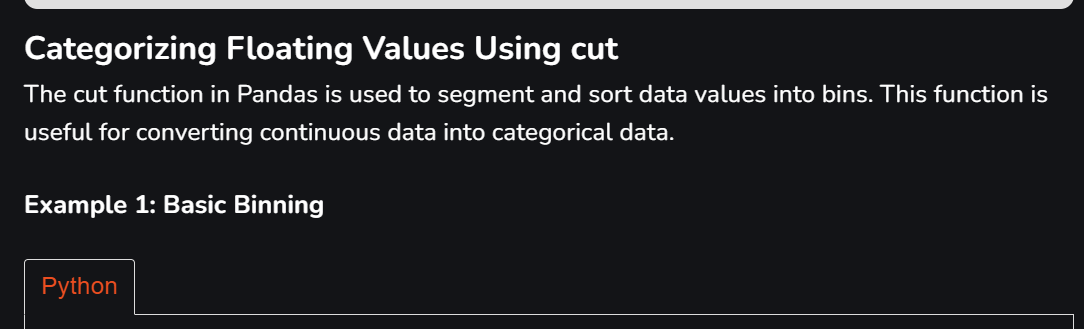 Categorizing Floating Values Using cut
The cut function in Pandas is used to segment and sort data values into bins. This function is
useful for converting continuous data into categorical data.
Example 1: Basic Binning
Python